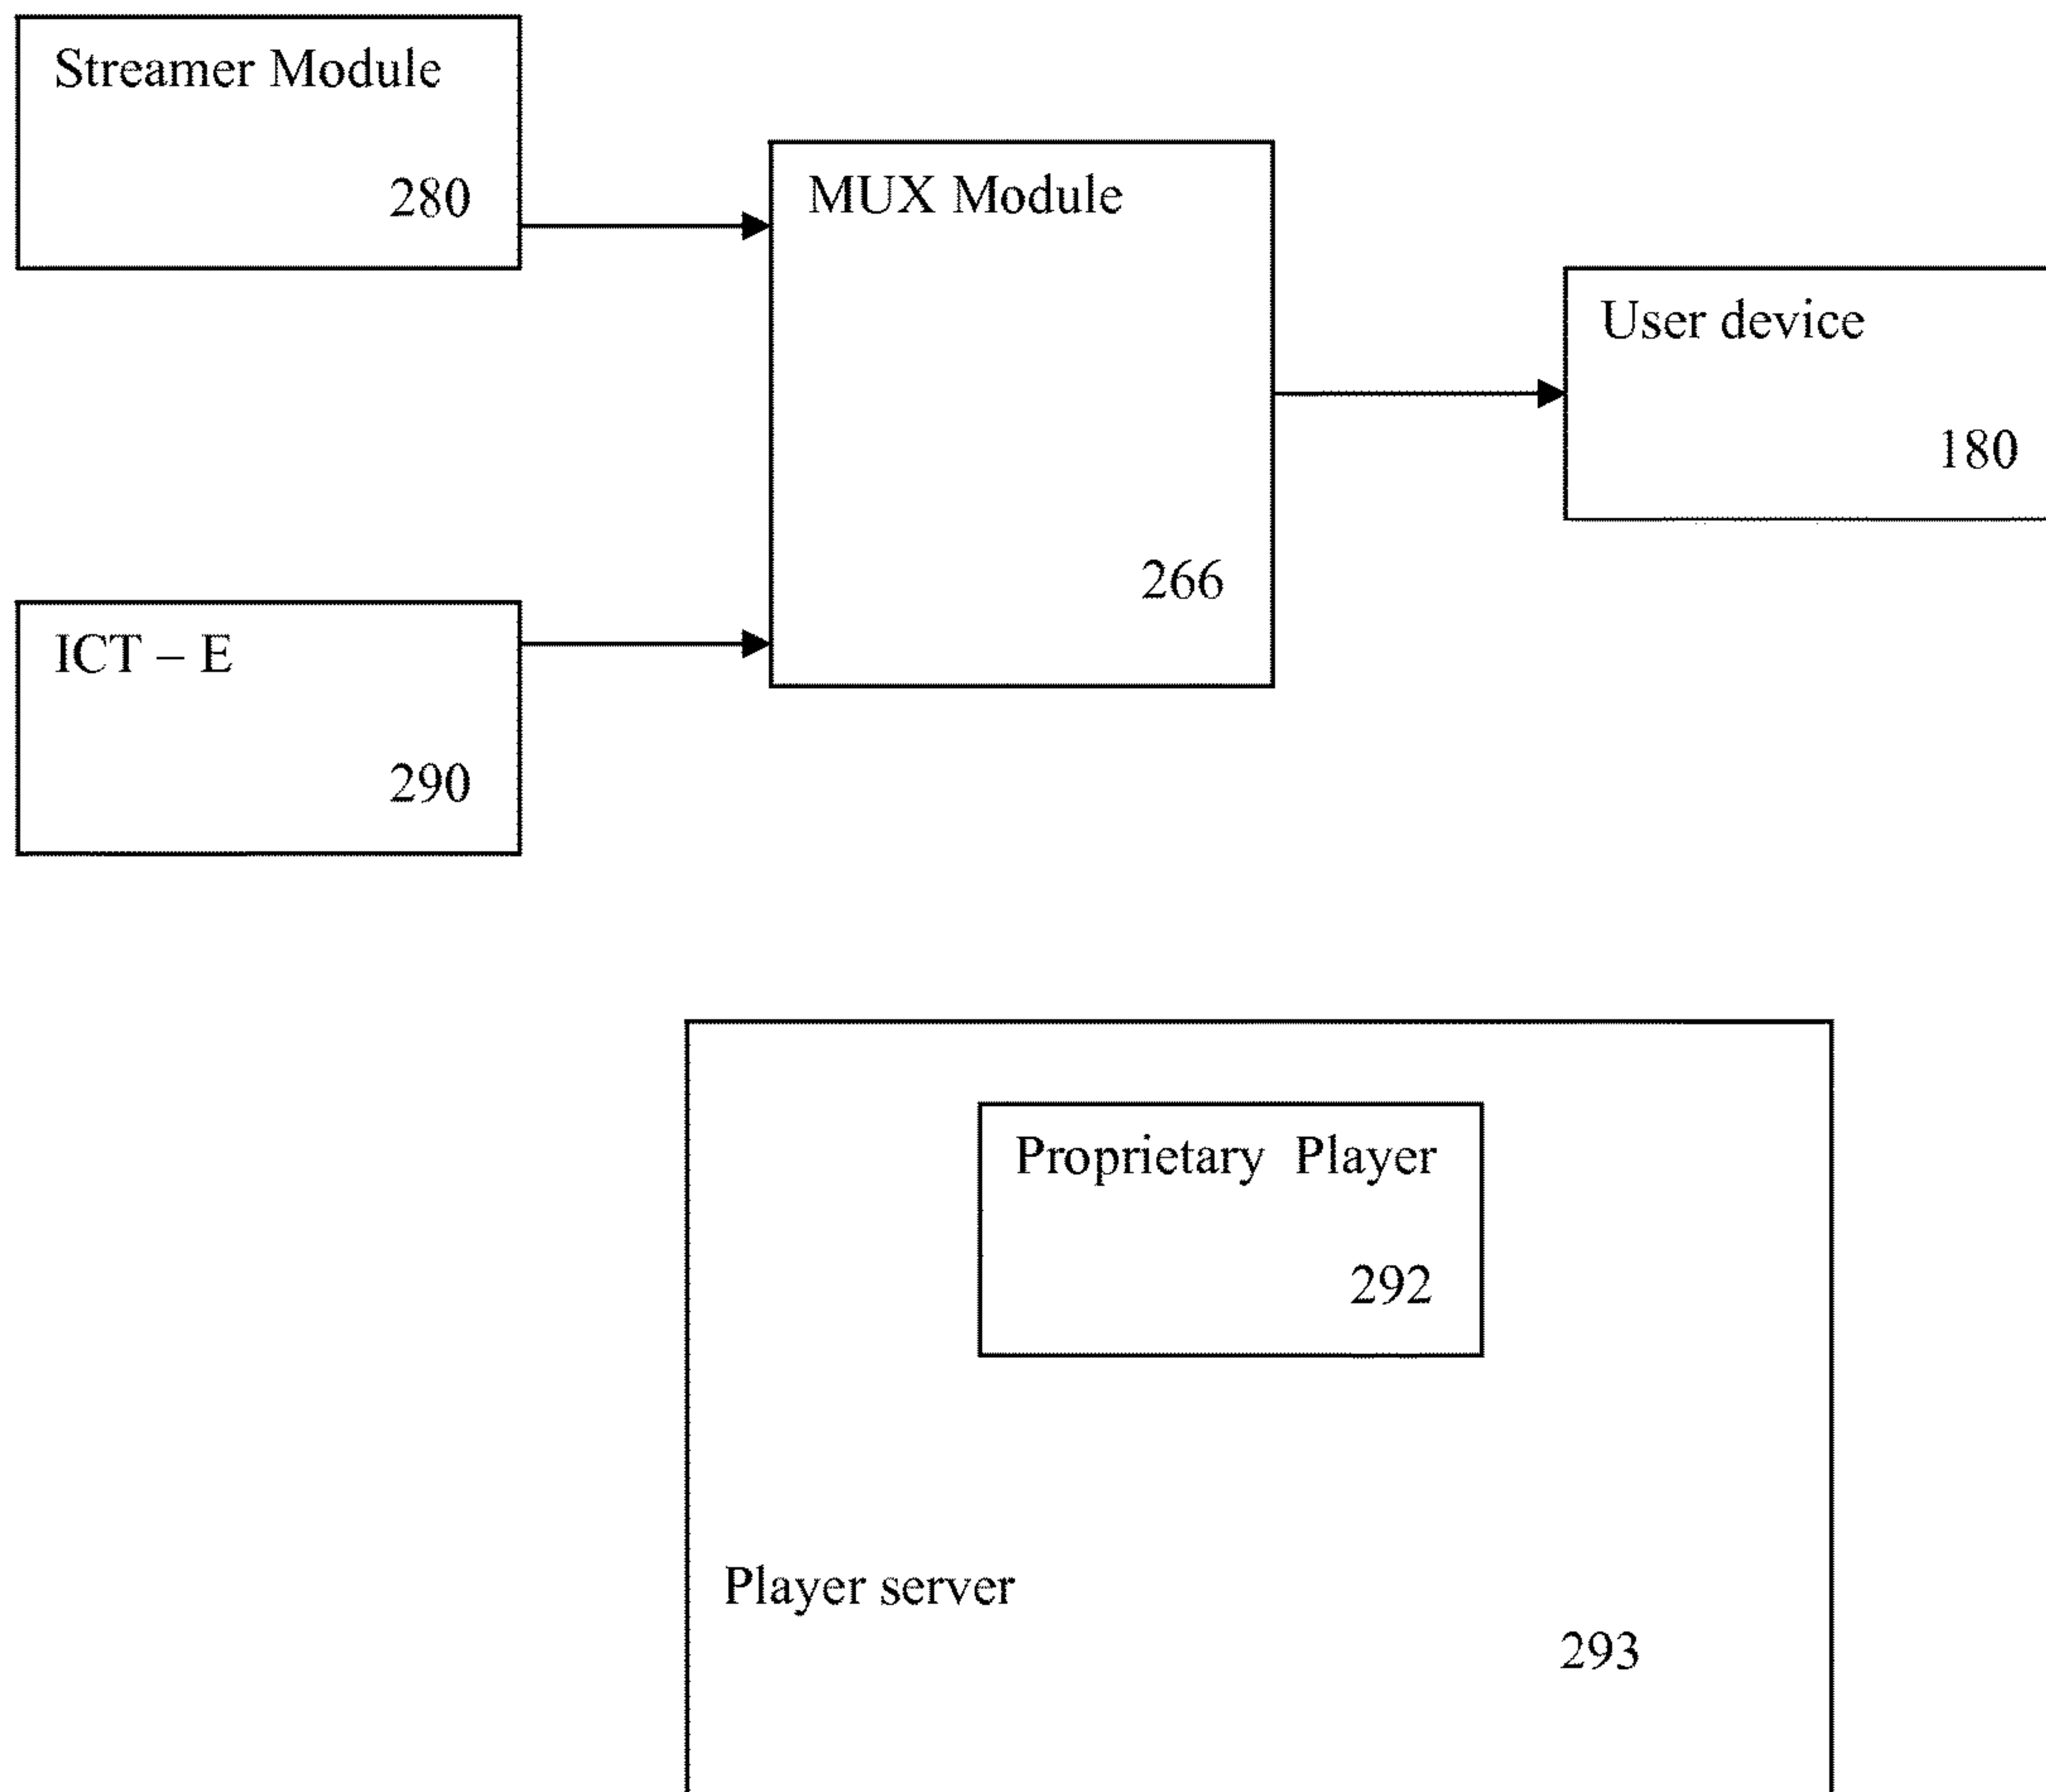 Streamer Module
280
MUX Module
266
User device
180
ICT – E
290
Proprietary Player
292
Player server
293